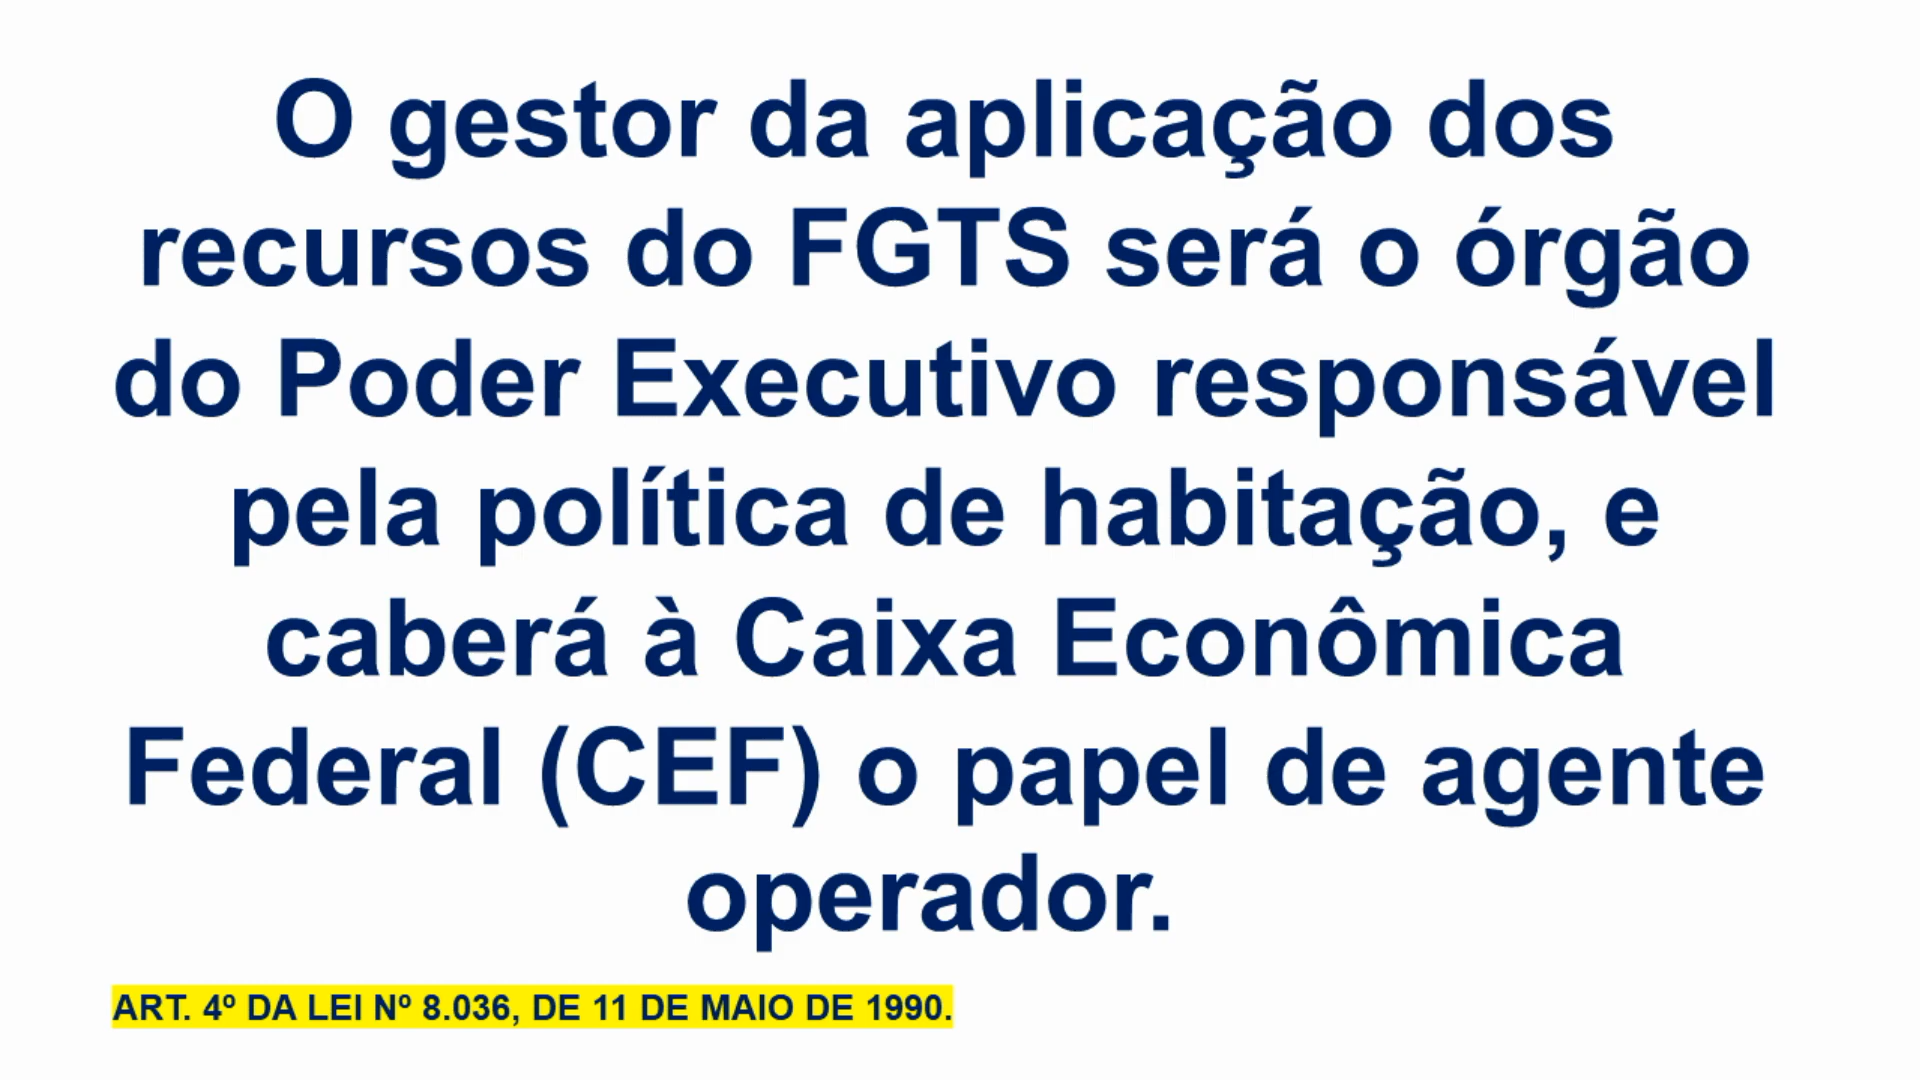 O gestor da aplicação dos
recursos do FGTS será o órgão
do Poder Executivo responsável
pela política de habitação, e
caberá à Caixa Econômica
Federal (CEF) o papel de agente
operador.
ART. 4º DA LEI Nº 8.036, DE 11 DE MAIO DE 1990.